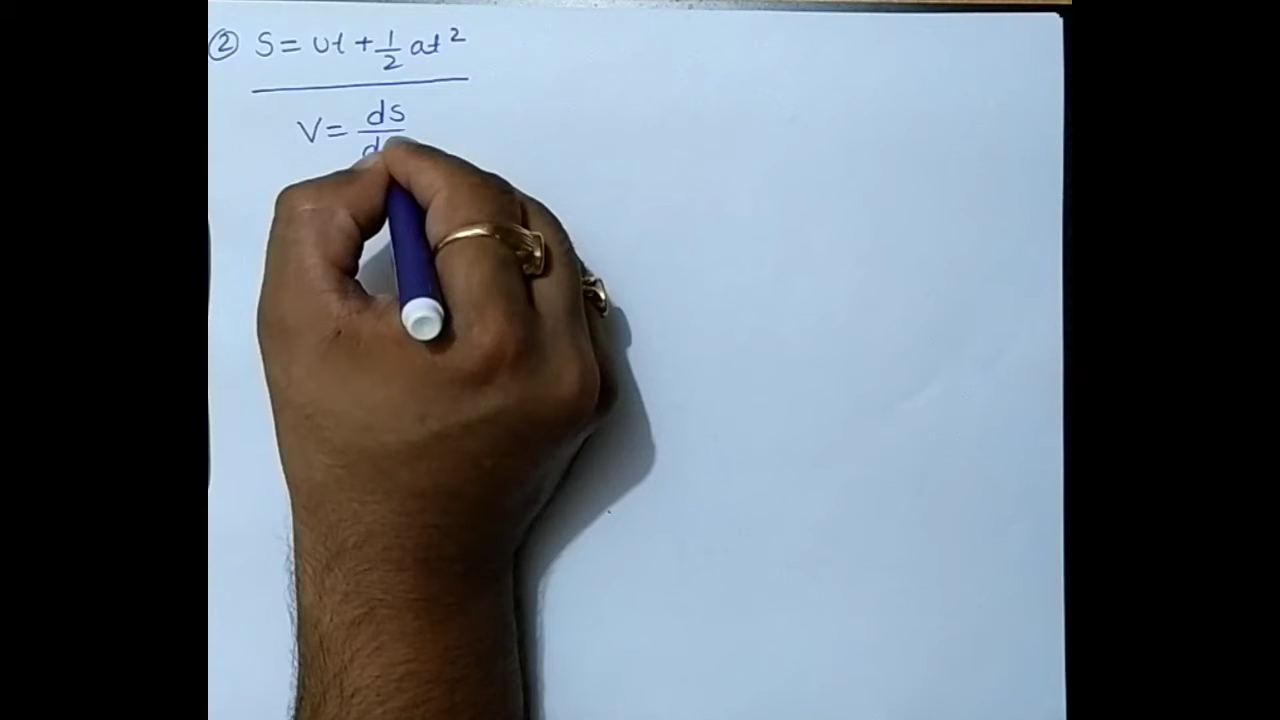 ② S = ut + 1/2 at²
V = ds/d